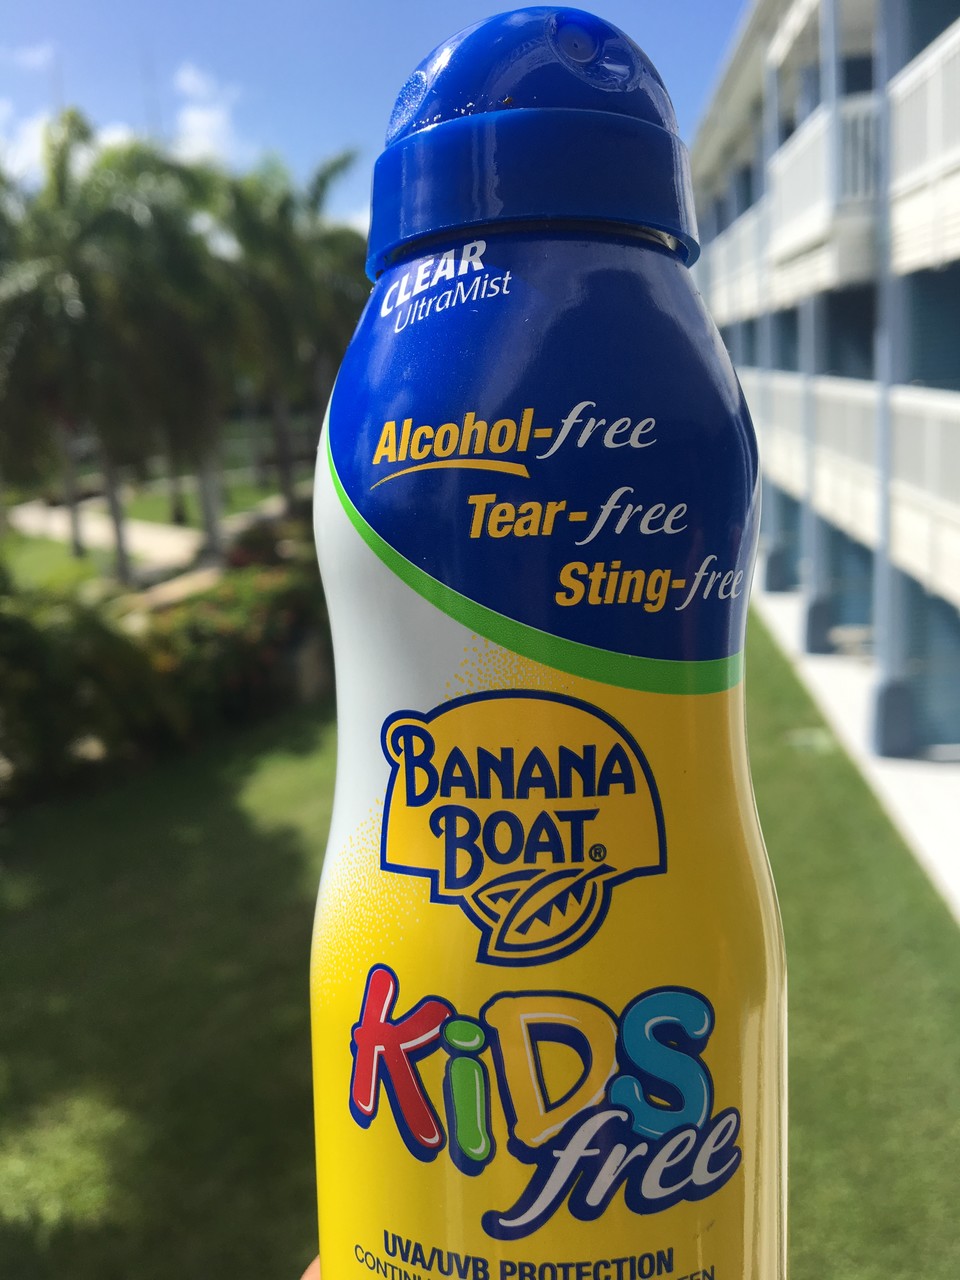 CLEAR
UltraMist
Alcohol-free
Tear-free
Sting-free
BANANA
BOAT®
KiDS
free
UVA/UVB PROTECTION